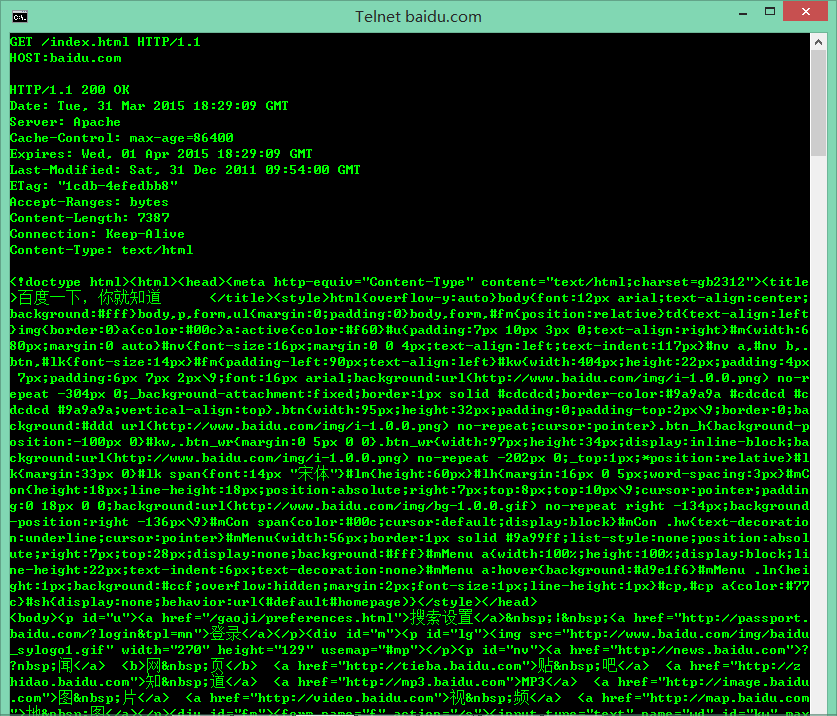 Telnet baidu.com
GET /index.html HTTP/1.1
HOST:baidu.com
HTTP/1.1 200 OK
Date: Tue, 31 Mar 2015 18:29:09 GMT
Server: Apache
Cache-Control: max-age=86400
Expires: Wed, 01 Apr 2015 18:29:09 GMT
Last-Modified: Sat, 31 Dec 2011 09:54:00 GMT
ETag: "1cdb-4efedbb8"
Accept-Ranges: bytes
Content-Length: 7387
Connection: Keep-Alive
Content-Type: text/html
<!doctype html><html><head><meta http-equiv="Content-Type" content="text/html;charset=gb2312"><title
>百度一下，你就知道      </title><style>html{overflow-y:auto}body{font:12px arial;text-align:center;
background:#fff}body,p,form,ul{margin:0;padding:0}body,form,#fm{position:relative}td{text-align:left
}img{border:0}a{color:#00c}a:active{color:#f60}#u{padding:7px 10px 3px 0;text-align:right}#m{width:6
80px;margin:0 auto}#nv{font-size:16px;margin:0 0 4px;text-align:left;text-indent:117px}#nv a,#nv b,.
btn,#lk{font-size:14px}#fm{padding-left:90px;text-align:left}#kw{width:404px;height:22px;padding:4px
 7px;padding:6px 7px 2px\9;font:16px arial;background:url(http://www.baidu.com/img/i-1.0.0.png) no-r
epeat -304px 0;_background-attachment:fixed;border:1px solid #cdcdcd;border-color:#9a9a9a #cdcdcd #c
dcdcd #9a9a9a;vertical-align:top}.btn{width:95px;height:32px;padding:0;padding-top:2px\9;border:0;ba
ckground:#ddd url(http://www.baidu.com/img/i-1.0.0.png) no-repeat;cursor:pointer}.btn_h{background-p
osition:-100px 0}#kw,.btn_wr{margin:0 5px 0 0}.btn_wr{width:97px;height:34px;display:inline-block;ba
ckground:url(http://www.baidu.com/img/i-1.0.0.png) no-repeat -202px 0;_top:1px;*position:relative}#l
k{margin:33px 0}#lk span{font:14px "宋体"}#lm{height:60px}#lh{margin:16px 0 5px;word-spacing:3px}#mC
on{height:18px;line-height:18px;position:absolute;right:7px;top:8px;top:10px\9;cursor:pointer;paddin
g:0 18px 0 0;background:url(http://www.baidu.com/img/bg-1.0.0.gif) no-repeat right -134px;background
-position:right -136px\9}#mCon span{color:#00c;cursor:default;display:block}#mCon .hw{text-decoratio
n:underline;cursor:pointer}#mMenu{width:56px;border:1px solid #9a99ff;list-style:none;position:absol
ute;right:7px;top:28px;display:none;background:#fff}#mMenu a{width:100%;height:100%;display:block;li
ne-height:22px;text-indent:6px;text-decoration:none}#mMenu a:hover{background:#d9e1f6}#mMenu .ln{hei
ght:1px;background:#ccf;overflow:hidden;margin:2px;font-size:1px;line-height:1px}#cp,#cp a{color:#77
c}#sh{display:none;behavior:url(#default#homepage)}</style></head>
<body><p id="u"><a href="/gaoji/preferences.html">搜索设置</a>&nbsp;|&nbsp;<a href="http://passport.
baidu.com/?login&tpl=mn">登录</a></p><div id="m"><p id="lg"><img src="http://www.baidu.com/img/baidu
_sylogo1.gif" width="270" height="129" usemap="#mp"></p><p id="nv"><a href="http://news.baidu.com">?
?nbsp;闻</a>  <b>网&nbsp;页</b>  <a href="http://tieba.baidu.com">贴&nbsp;吧</a>  <a href="http://z
hidao.baidu.com">知&nbsp;道</a>  <a href="http://mp3.baidu.com">MP3</a>  <a href="http://image.baidu
.com">图&nbsp;片</a>  <a href="http://video.baidu.com">视&nbsp;频</a>  <a href="http://map.baidu.com
">地&nbsp;图</a></p><div id="fm"><form name="f" action="/s"><input type="text" name="wd" id="kw" max